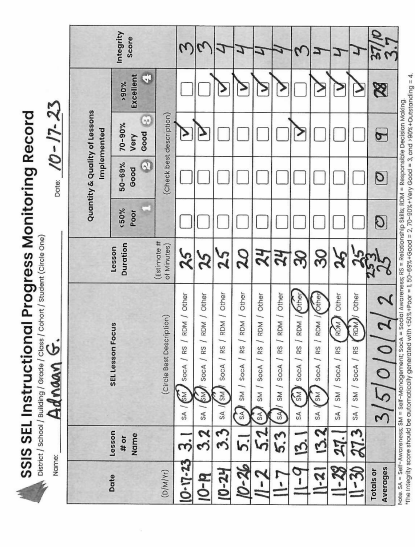 SSIS SEL Instructional Progress Monitoring Record
District / School / Building / Grade / Class / Cohort / Student (Circle One)
Name: Adnaan G. Date: 10-17-23
Date Lesson # or Name SEL Lesson Focus Lesson Duration Quantity & Quality of Lessons Implemented Integrity Score
<50% Poor 1 50-69% Good 2 70-90% Very Good 3 >90% Excellent 4
(D/M/Yr) (Circle Best Description) (Estimate # of Minutes) (Check best description)
10-17-23 3.1 SA / SM / SocA / RS / RDM / Other 25 3
10-19 3.2 SA / SM / SocA / RS / RDM / Other 25 3
10-24 3.3 SA / SM / SocA / RS / RDM / Other 25 4
10-26 5.1 SA / SM / SocA / RS / RDM / Other 20 4
11-2 5.2 SA / SM / SocA / RS / RDM / Other 24 4
11-7 5.3 SA / SM / SocA / RS / RDM / Other 24 4
11-9 13.1 SA / SM / SocA / RS / RDM / Other 30 3
11-21 13.2 SA / SM / SocA / RS / RDM / Other 30 4
11-28 27.1 SA / SM / SocA / RS / RDM / Other 25 4
11-30 27.3 SA / SM / SocA / RS / RDM / Other 25 4
Totals or Averages 3/5/0/0/2/2 253 25 0 0 9 28 37/10 3.7
Note: SA = Self-Awareness; SM = Self-Management; SocA = Social Awareness; RS = Relationship Skills; RDM = Responsible Decision Making.
*The Integrity score should be automatically generated with <50%=Poor = 1, 50-69%=Good = 2, 70-90%=Very Good = 3, and >90%=Outstanding = 4.